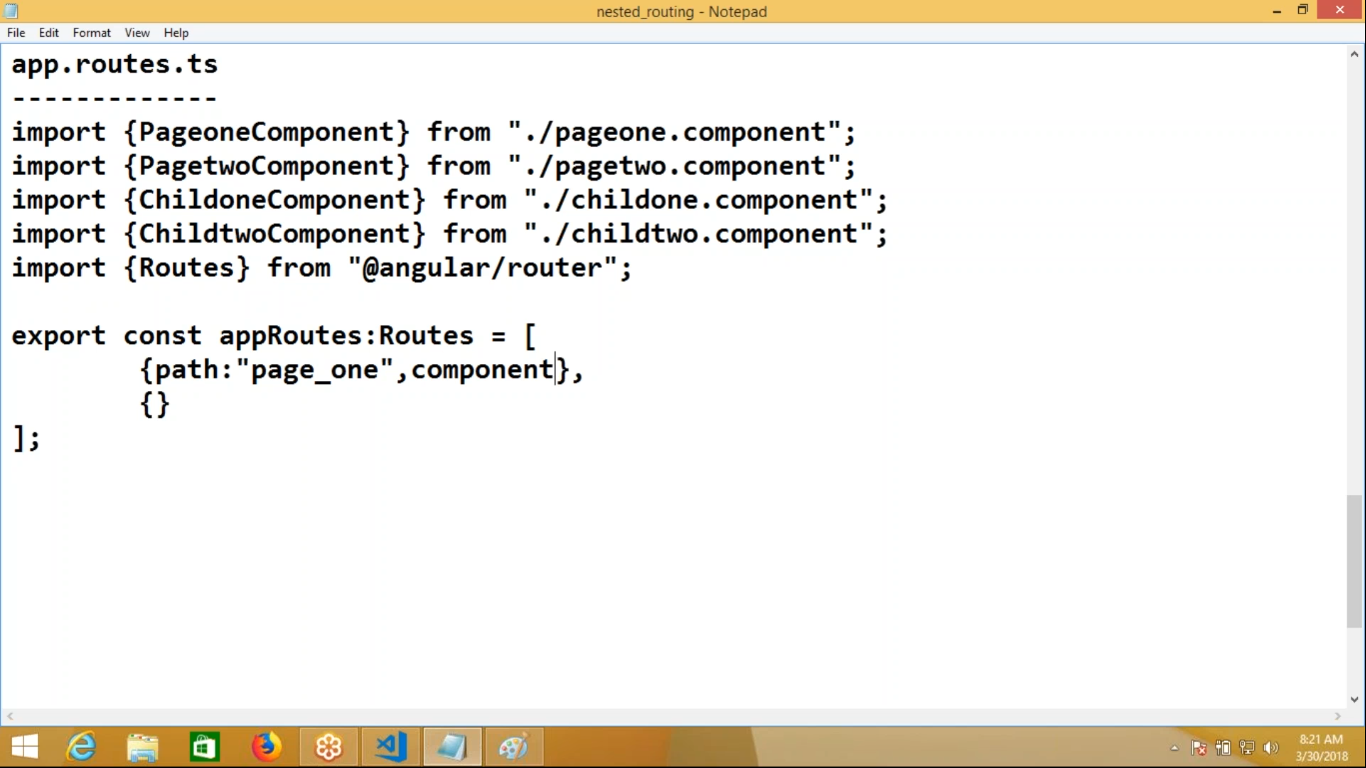 nested_routing - Notepad
File Edit Format View Help
app.routes.ts
-------------
import {PageoneComponent} from "./pageone.component";
import {PagetwoComponent} from "./pagetwo.component";
import {ChildoneComponent} from "./childone.component";
import {ChildtwoComponent} from "./childtwo.component";
import {Routes} from "@angular/router";
export const appRoutes:Routes = [
{path:"page_one",component},
{}
];
8:21 AM
3/30/2018